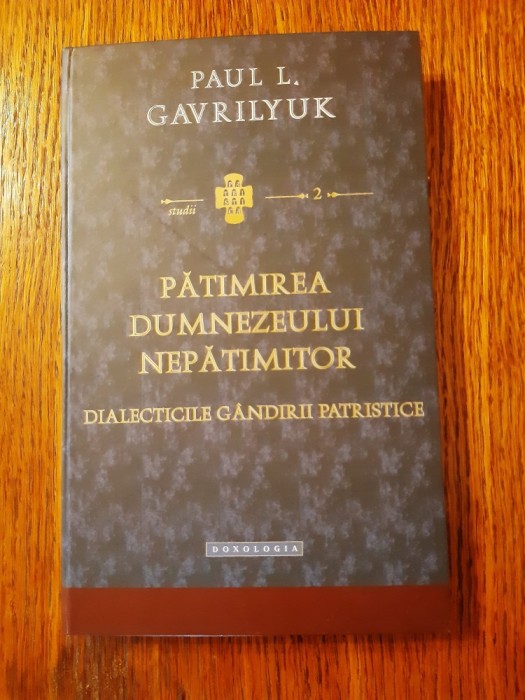 PAUL L.
GAVRILYUK
studii
2
PĂTIMIREA
DUMNEZEULUI
NEPĂTIMITOR
DIALECTICILE GÂNDIRII PATRISTICE
DOXOLOGIA